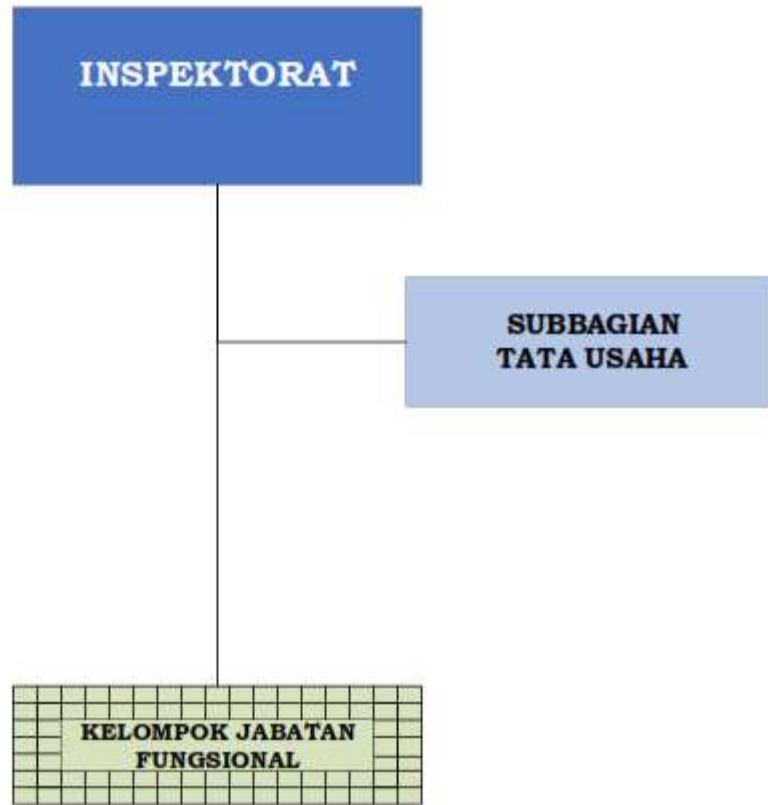 INSPEKTORAT
SUBBAGIAN
TATA USAHA
KELOMPOK JABATAN
FUNGSIONAL